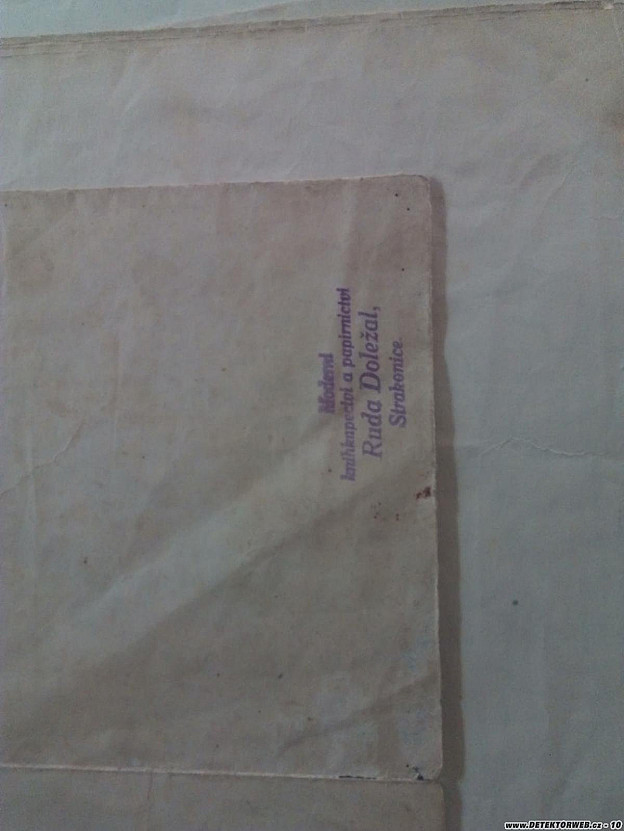 Moderní
knihkupectví a papírnictví
Ruda Doležal,
Strakonice.
www.DETEKTORWEB.cz - 10